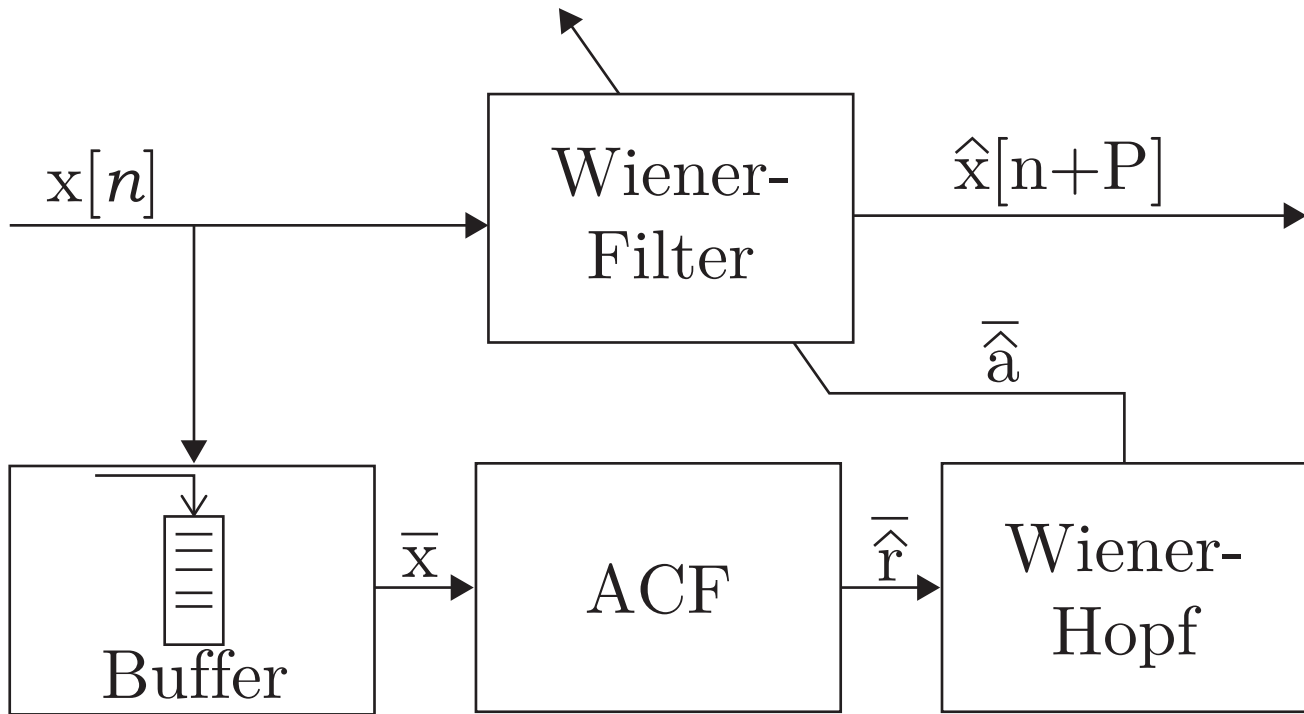 x[n]
Wiener-
Filter
x̂[n+P]
â̅
Buffer
x̅
ACF
r̂̅
Wiener-
Hopf